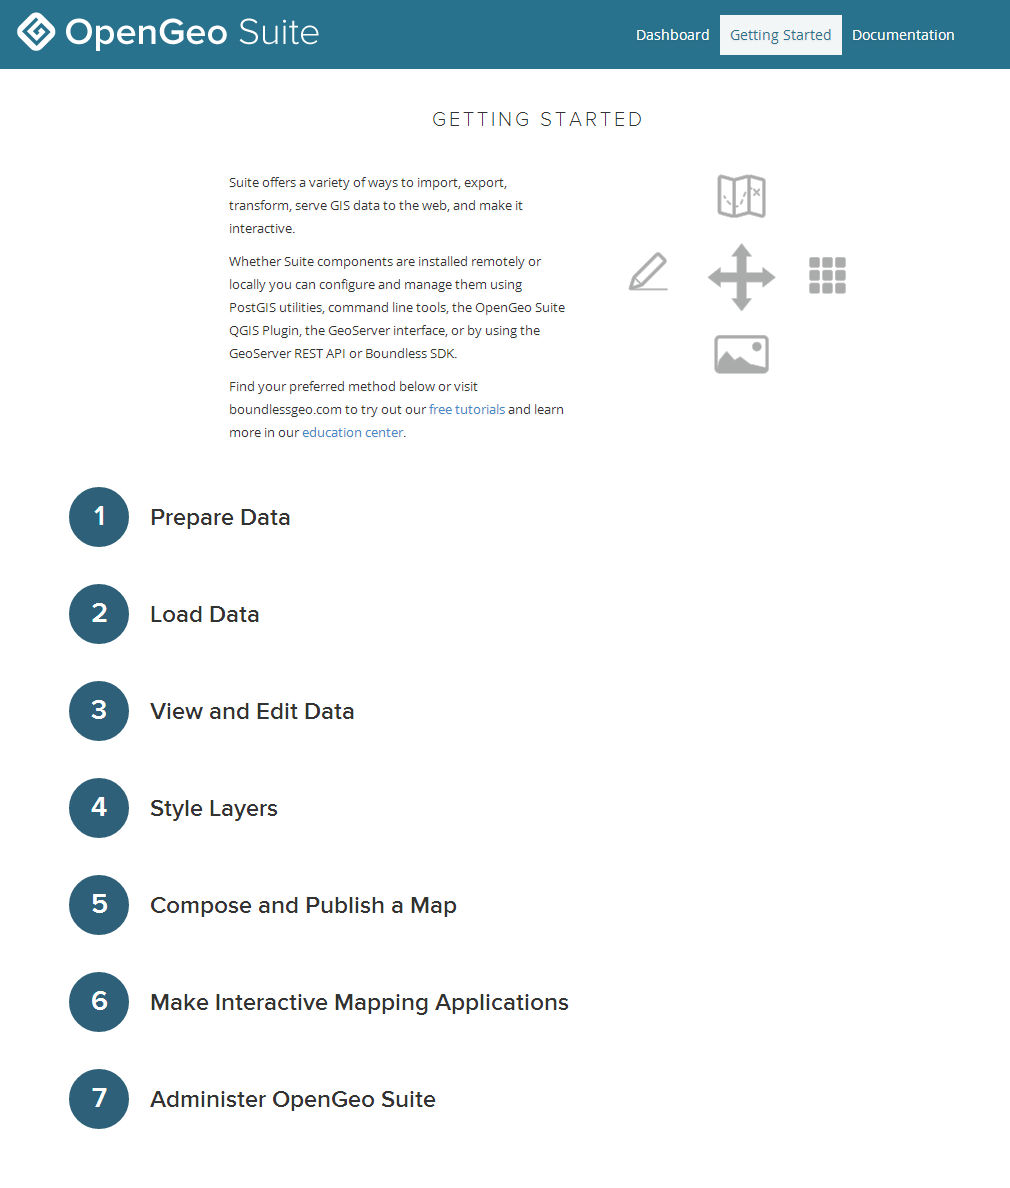 OpenGeo Suite
Dashboard
Getting Started
Documentation
GETTING STARTED
Suite offers a variety of ways to import, export,
transform, serve GIS data to the web, and make it
interactive.
Whether Suite components are installed remotely or
locally you can configure and manage them using
PostGIS utilities, command line tools, the OpenGeo Suite
QGIS Plugin, the GeoServer interface, or by using the
GeoServer REST API or Boundless SDK.
Find your preferred method below or visit
boundlessgeo.com to try out our free tutorials and learn
more in our education center.
1 Prepare Data
2 Load Data
3 View and Edit Data
4 Style Layers
5 Compose and Publish a Map
6 Make Interactive Mapping Applications
7 Administer OpenGeo Suite